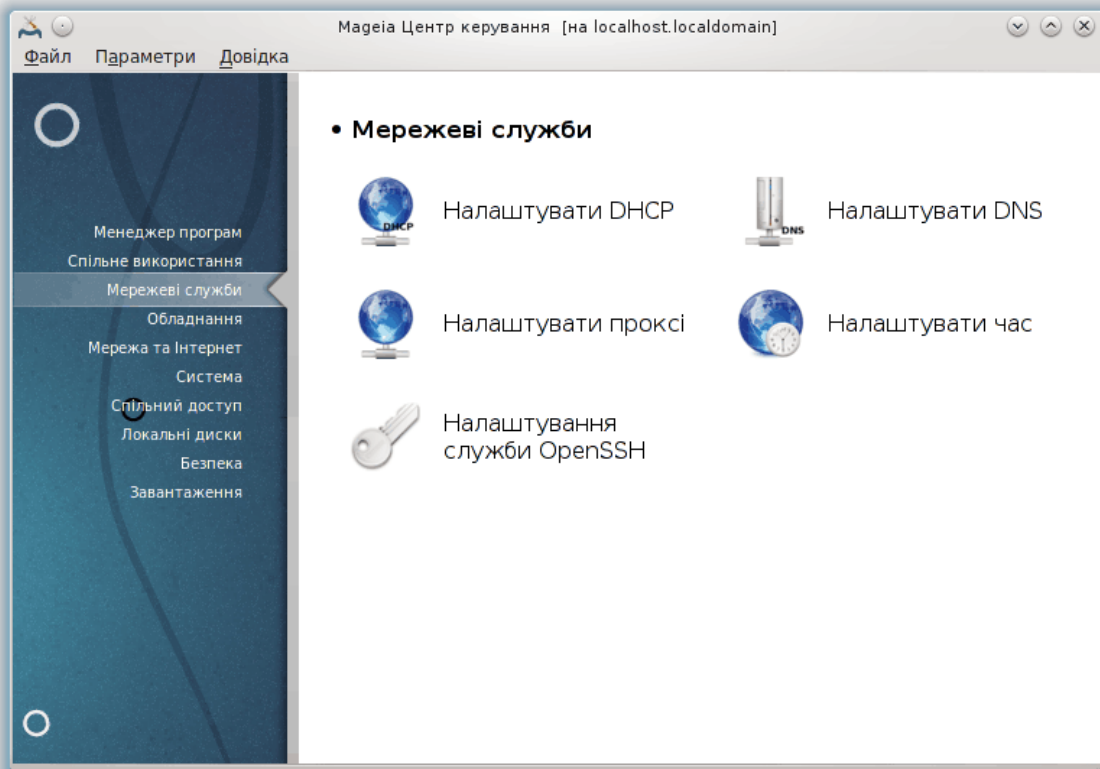 Mageia Центр керування [на localhost.localdomain]
Файл Параметри Довідка
Менеджер програм
Спільне використання
Мережеві служби
Обладнання
Мережа та Інтернет
Система
Спільний доступ
Локальні диски
Безпека
Завантаження
• Мережеві служби
DHCP
Налаштувати DHCP
DNS
Налаштувати DNS
Налаштувати проксі
Налаштувати час
Налаштування
служби OpenSSH